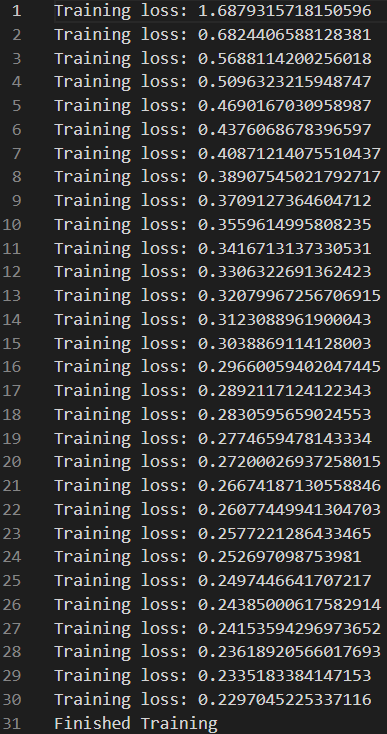 1 Training loss: 1.6879315718150596
2 Training loss: 0.6824406588128381
3 Training loss: 0.5688114200256018
4 Training loss: 0.5096323215948747
5 Training loss: 0.4690167030958987
6 Training loss: 0.4376068678396597
7 Training loss: 0.40871214075510437
8 Training loss: 0.38907545021792717
9 Training loss: 0.3709127364604712
10 Training loss: 0.3559614995808235
11 Training loss: 0.3416713137330531
12 Training loss: 0.3306322691362423
13 Training loss: 0.32079967256706915
14 Training loss: 0.3123088961900043
15 Training loss: 0.3038869114128003
16 Training loss: 0.29660059402047445
17 Training loss: 0.2892117124122343
18 Training loss: 0.2830595659024553
19 Training loss: 0.2774659478143334
20 Training loss: 0.27200026937258015
21 Training loss: 0.26674187130558846
22 Training loss: 0.26077449941304703
23 Training loss: 0.2577221286433465
24 Training loss: 0.252697098753981
25 Training loss: 0.2497446641707217
26 Training loss: 0.24385000617582914
27 Training loss: 0.24153594296973652
28 Training loss: 0.23618920566017693
29 Training loss: 0.2335183384147153
30 Training loss: 0.2297045225337116
31 Finished Training